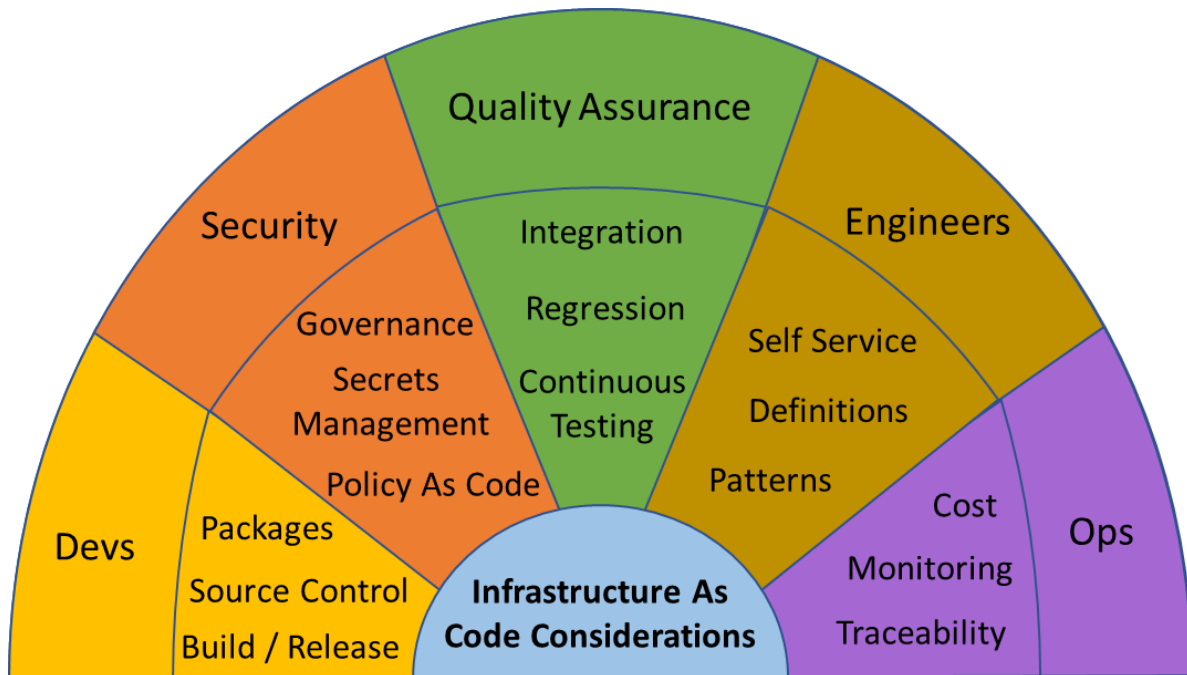 Quality Assurance
Integration
Regression
Continuous
Testing
Security
Governance
Secrets
Management
Policy As Code
Engineers
Self Service
Definitions
Patterns
Devs
Packages
Source Control
Build / Release
Ops
Cost
Monitoring
Traceability
Infrastructure As
Code Considerations